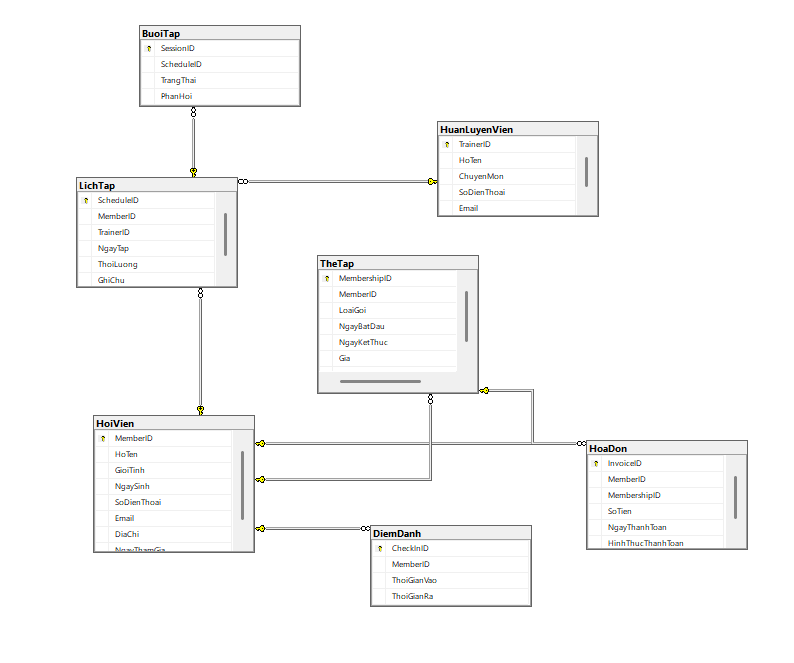 BuoiTap
SessionID
ScheduleID
TrangThai
PhanHoi
HuanLuyenVien
TrainerID
HoTen
ChuyenMon
SoDienThoai
Email
LichTap
ScheduleID
MemberID
TrainerID
NgayTap
ThoiLuong
GhiChu
TheTap
MembershipID
MemberID
LoaiGoi
NgayBatDau
NgayKetThuc
Gia
HoiVien
MemberID
HoTen
GioiTinh
NgaySinh
SoDienThoai
Email
DiaChi
NgayThamGia
HoaDon
InvoiceID
MemberID
MembershipID
SoTien
NgayThanhToan
HinhThucThanhToan
DiemDanh
CheckInID
MemberID
ThoiGianVao
ThoiGianRa